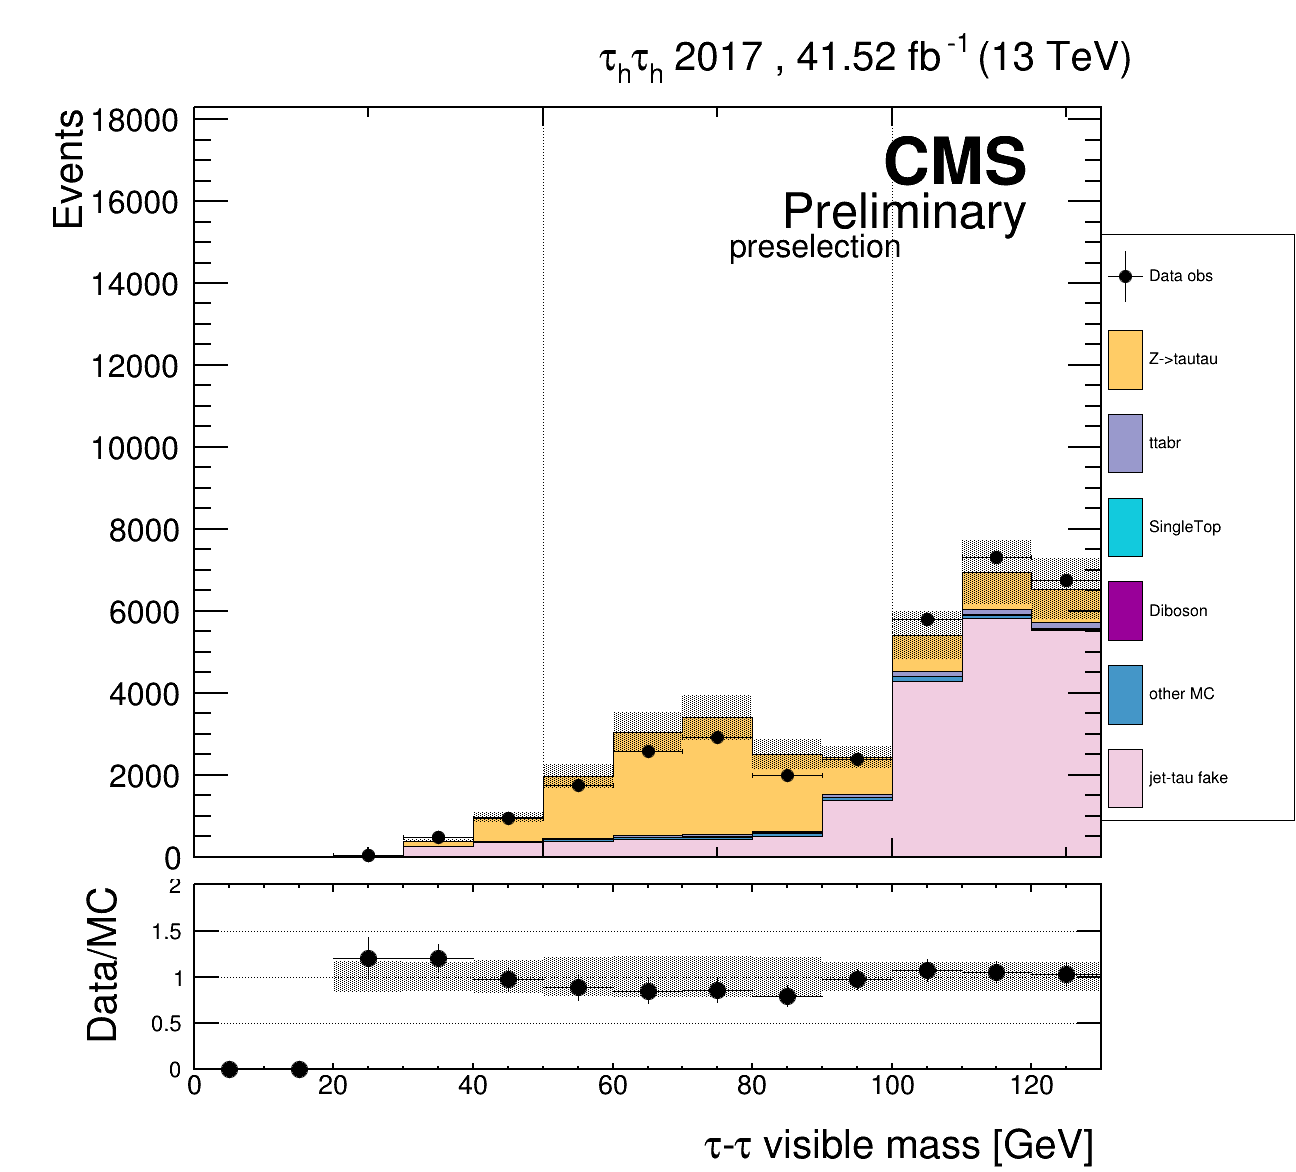 τhτh 2017 , 41.52 fb-1 (13 TeV)
Events
18000
16000
14000
12000
10000
8000
6000
4000
2000
0
CMS
Preliminary
preselection
Data obs
Z->tautau
ttabr
SingleTop
Diboson
other MC
jet-tau fake
Data/MC
2
1.5
1
0.5
0
0 20 40 60 80 100 120
τ-τ visible mass [GeV]